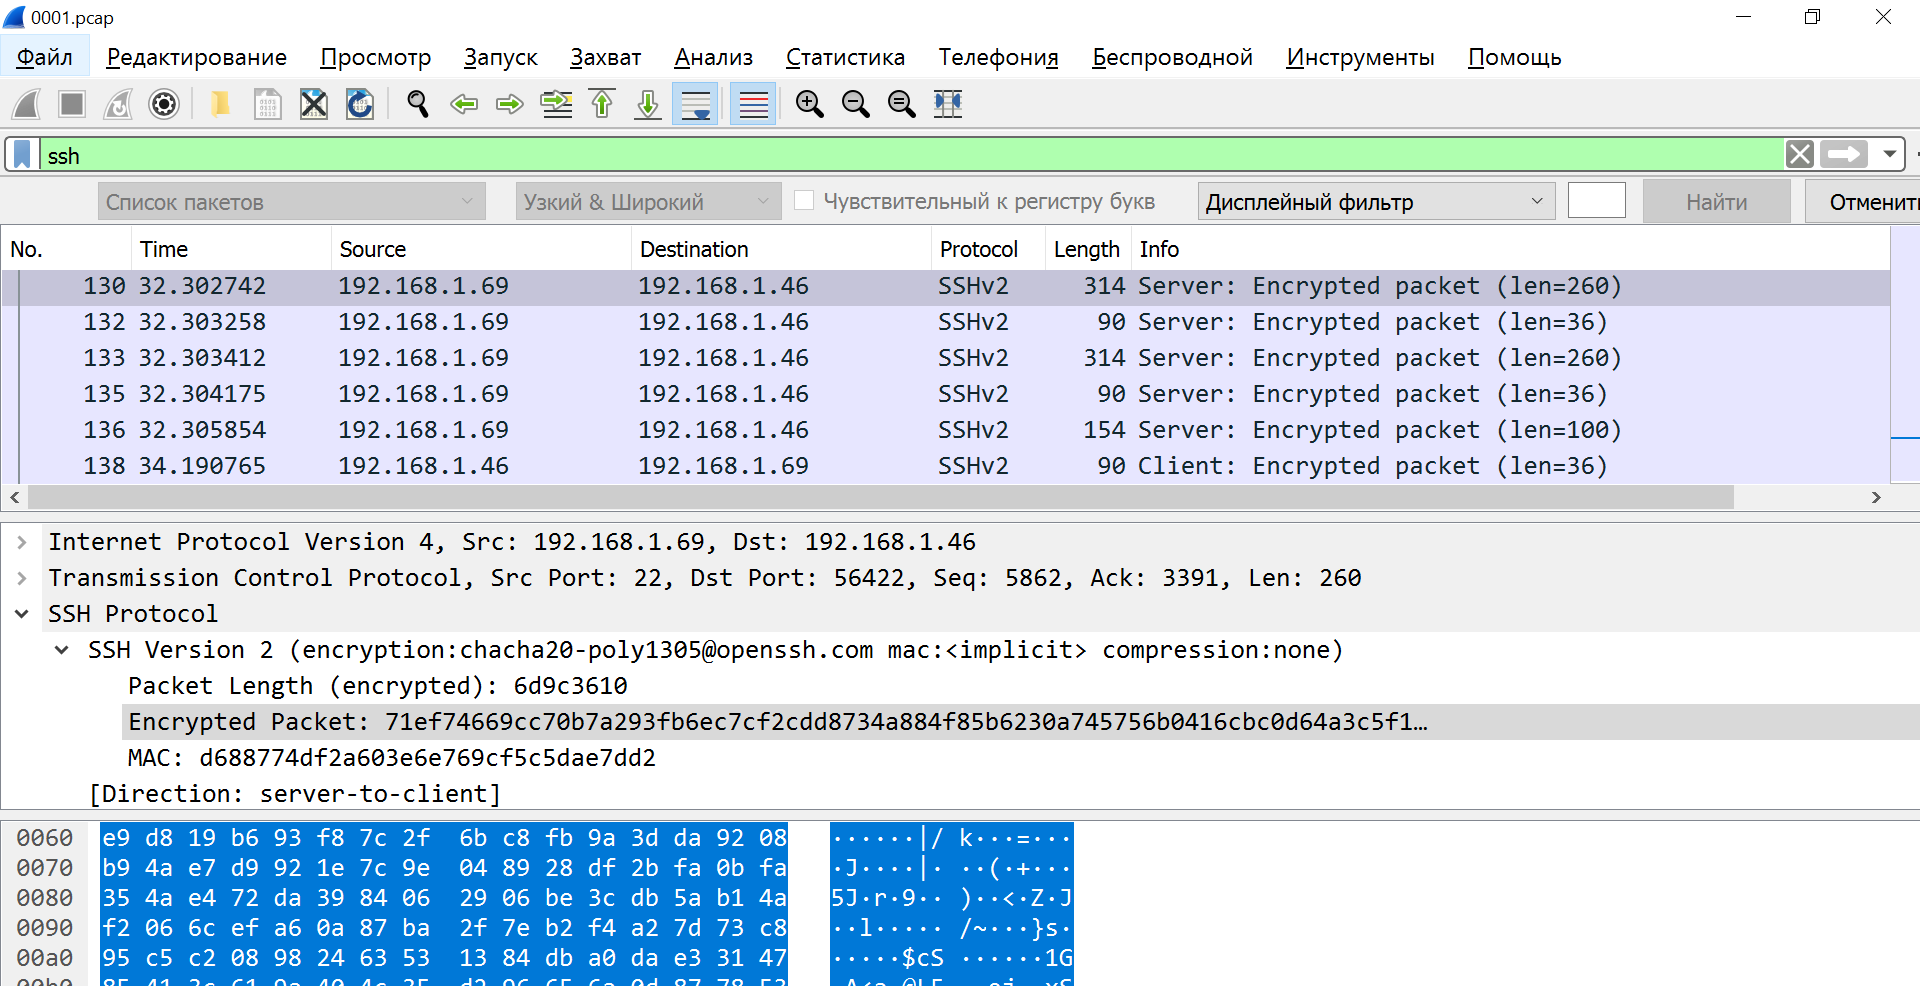 0001.pcap
Файл Редактирование Просмотр Запуск Захват Анализ Статистика Телефония Беспроводной Инструменты Помощь
ssh
Список пакетов Узкий & Широкий Чувствительный к регистру букв Дисплейный фильтр Найти Отменить
No. Time Source Destination Protocol Length Info
130 32.302742 192.168.1.69 192.168.1.46 SSHv2 314 Server: Encrypted packet (len=260)
132 32.303258 192.168.1.69 192.168.1.46 SSHv2 90 Server: Encrypted packet (len=36)
133 32.303412 192.168.1.69 192.168.1.46 SSHv2 314 Server: Encrypted packet (len=260)
135 32.304175 192.168.1.69 192.168.1.46 SSHv2 90 Server: Encrypted packet (len=36)
136 32.305854 192.168.1.69 192.168.1.46 SSHv2 154 Server: Encrypted packet (len=100)
138 34.190765 192.168.1.46 192.168.1.69 SSHv2 90 Client: Encrypted packet (len=36)
Internet Protocol Version 4, Src: 192.168.1.69, Dst: 192.168.1.46
Transmission Control Protocol, Src Port: 22, Dst Port: 56422, Seq: 5862, Ack: 3391, Len: 260
SSH Protocol
SSH Version 2 (encryption:chacha20-poly1305@openssh.com mac:<implicit> compression:none)
Packet Length (encrypted): 6d9c3610
Encrypted Packet: 71ef74669cc70b7a293fb6ec7cf2cdd8734a884f85b6230a745756b0416cbc0d64a3c5f1…
MAC: d688774df2a603e6e769cf5c5dae7dd2
[Direction: server-to-client]
0060 e9 d8 19 b6 93 f8 7c 2f 6b c8 fb 9a 3d da 92 08 ······|/ k···=···
0070 b9 4a e7 d9 92 1e 7c 9e 04 89 28 df 2b fa 0b fa ·J····|· ··(·+···
0080 35 4a e4 72 da 39 84 06 29 06 be 3c db 5a b1 4a 5J·r·9·· )··<·Z·J
0090 f2 06 6c ef a6 0a 87 ba 2f 7e b2 f4 a2 7d 73 c8 ··l····· /~···}s·
00a0 95 c5 c2 08 98 24 63 53 13 84 db a0 da e3 31 47 ·····$cS ······1G